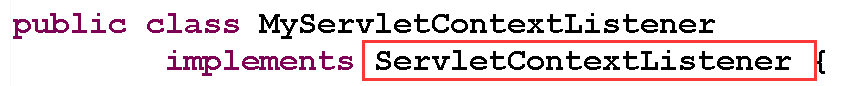 public class MyServletContextListener
implements ServletContextListener {